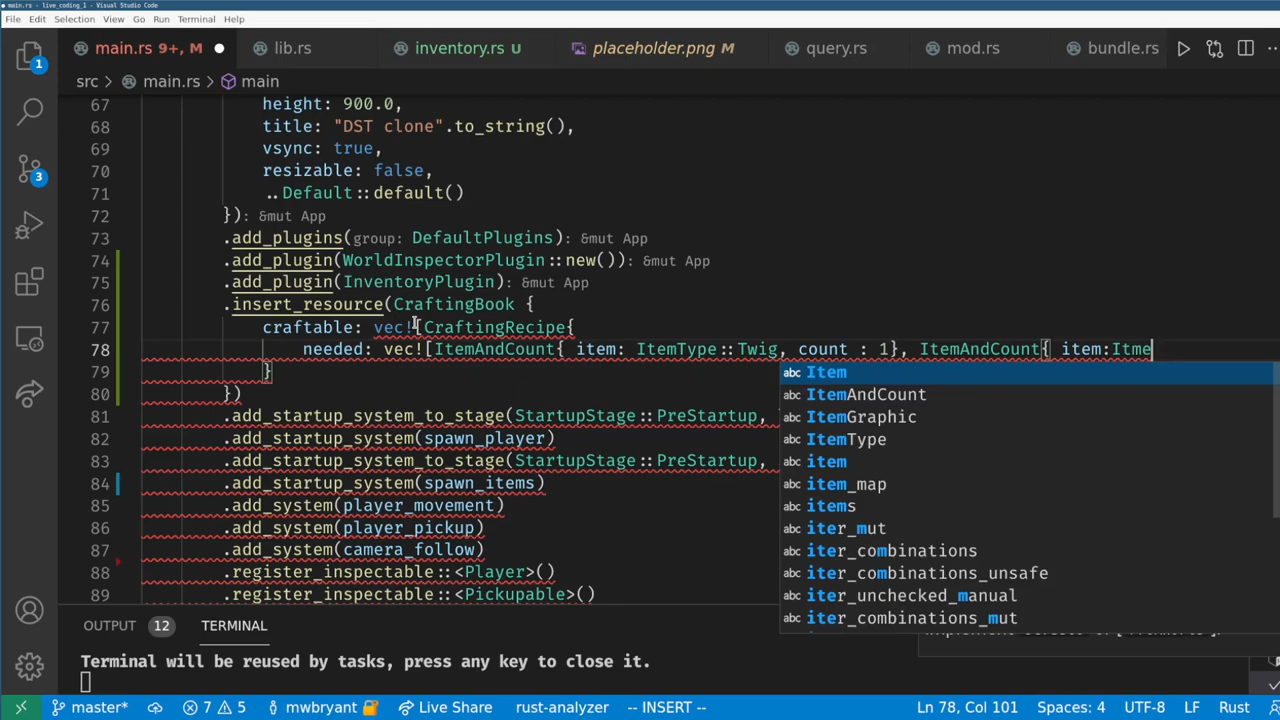 main.rs - live_coding_1 - Visual Studio Code
File Edit Selection View Go Run Terminal Help
main.rs 9+, M lib.rs inventory.rs U placeholder.png M query.rs mod.rs bundle.rs
src > main.rs > main
67 height: 900.0,
68 title: "DST clone".to_string(),
69 vsync: true,
70 resizable: false,
71 ..Default::default()
72 }): &mut App
73 .add_plugins(group: DefaultPlugins): &mut App
74 .add_plugin(WorldInspectorPlugin::new()): &mut App
75 .add_plugin(InventoryPlugin): &mut App
76 .insert_resource(CraftingBook {
77 craftable: vec![CraftingRecipe{
78 needed: vec![ItemAndCount{ item: ItemType::Twig, count : 1}, ItemAndCount{ item:Itme
79 }
80 })
81 .add_startup_system_to_stage(StartupStage::PreStartup,
82 .add_startup_system(spawn_player)
83 .add_startup_system_to_stage(StartupStage::PreStartup,
84 .add_startup_system(spawn_items)
85 .add_system(player_movement)
86 .add_system(player_pickup)
87 .add_system(camera_follow)
88 .register_inspectable::<Player>()
89 .register_inspectable::<Pickupable>()
abc Item
abc ItemAndCount
abc ItemGraphic
abc ItemType
abc item
abc item_map
abc items
abc iter_mut
abc iter_combinations
abc iter_combinations_unsafe
abc iter_unchecked_manual
abc iter_combinations_mut
1
3
OUTPUT 12 TERMINAL
Terminal will be reused by tasks, press any key to close it.
master* 7 5 mwbryant Live Share rust-analyzer -- INSERT -- Ln 78, Col 101 Spaces: 4 UTF-8 LF Rust